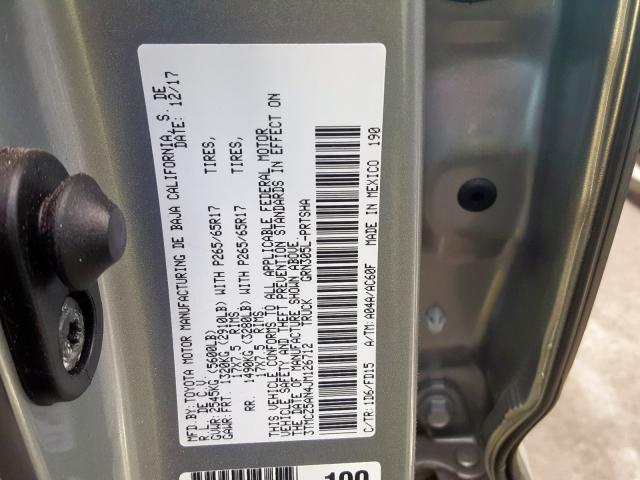 MFD. BY: TOYOTA MOTOR MANUFACTURING DE BAJA CALIFORNIA, S. DE
R.L. DE C.V. DATE: 12/17
GVWR: 2545KG (5600LB)
GAWR: FRT. 1320KG (2910LB) WITH P265/65R17 TIRES,
17X7.5 RIMS,
RR. 1490KG (3280LB) WITH P265/65R17 TIRES,
17X7.5 RIMS.
THIS VEHICLE CONFORMS TO ALL APPLICABLE FEDERAL MOTOR
VEHICLE SAFETY AND THEFT PREVENTION STANDARDS IN EFFECT ON
THE DATE OF MANUFACTURE SHOWN ABOVE.
3TMCZ5AN4JM126712 TRUCK GRN305L-PRTSHA
C/TR: 1D6/FD15 A/TM: A04A/AC60F MADE IN MEXICO 190